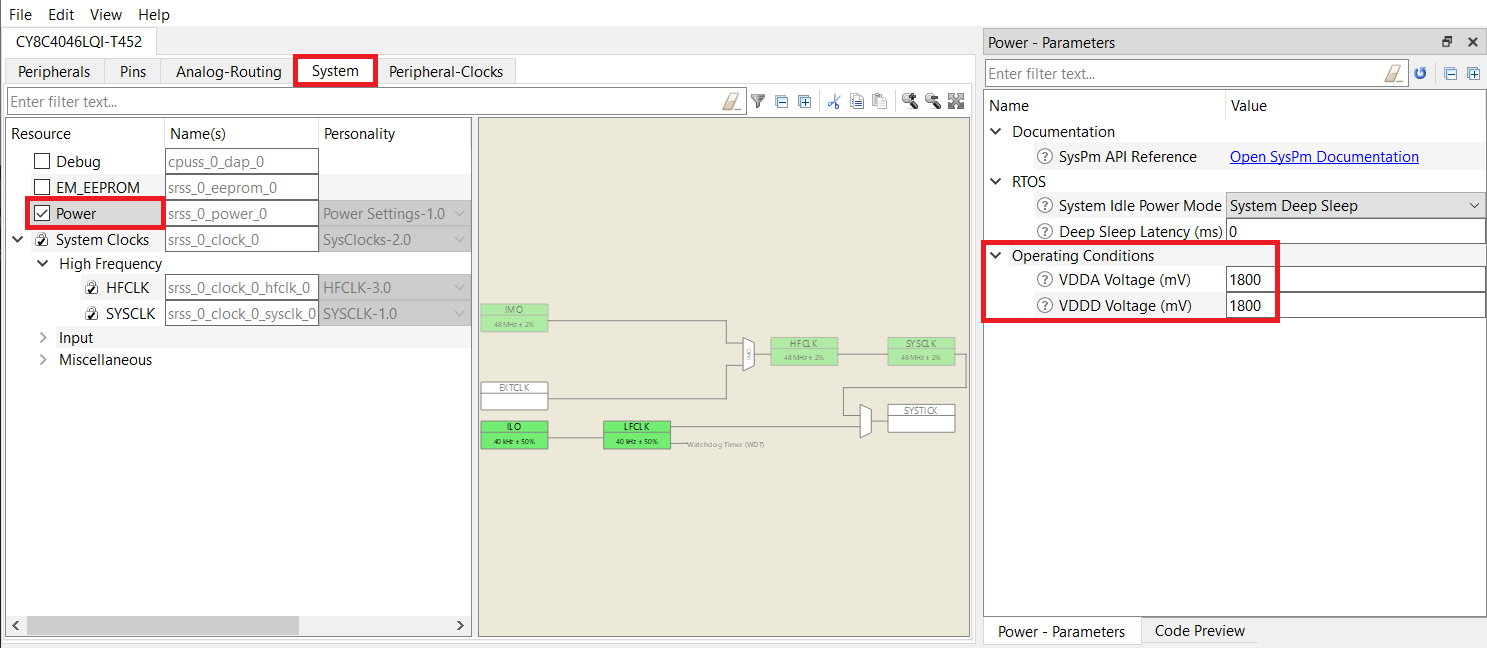 File Edit View Help
CY8C4046LQI-T452
Peripherals Pins Analog-Routing System Peripheral-Clocks
Enter filter text...
Resource Name(s) Personality
Debug cpuss_0_dap_0
EM_EEPROM srss_0_eeprom_0
Power srss_0_power_0 Power Settings-1.0
System Clocks srss_0_clock_0 SysClocks-2.0
High Frequency
HFCLK srss_0_clock_0_hfclk_0 HFCLK-3.0
SYSCLK srss_0_clock_0_sysclk_0 SYSCLK-1.0
Input
Miscellaneous
IMO
48 MHz ± 2%
IMO
HFCLK
48 MHz ± 2%
SYSCLK
48 MHz ± 2%
EXTCLK
SYSTICK
ILO
40 kHz ± 50%
LFCLK
40 kHz ± 50%
Watchdog Timer (WDT)
Power - Parameters
Enter filter text...
Name Value
Documentation
SysPm API Reference Open SysPm Documentation
RTOS
System Idle Power Mode System Deep Sleep
Deep Sleep Latency (ms) 0
Operating Conditions
VDDA Voltage (mV) 1800
VDDD Voltage (mV) 1800
Power - Parameters Code Preview